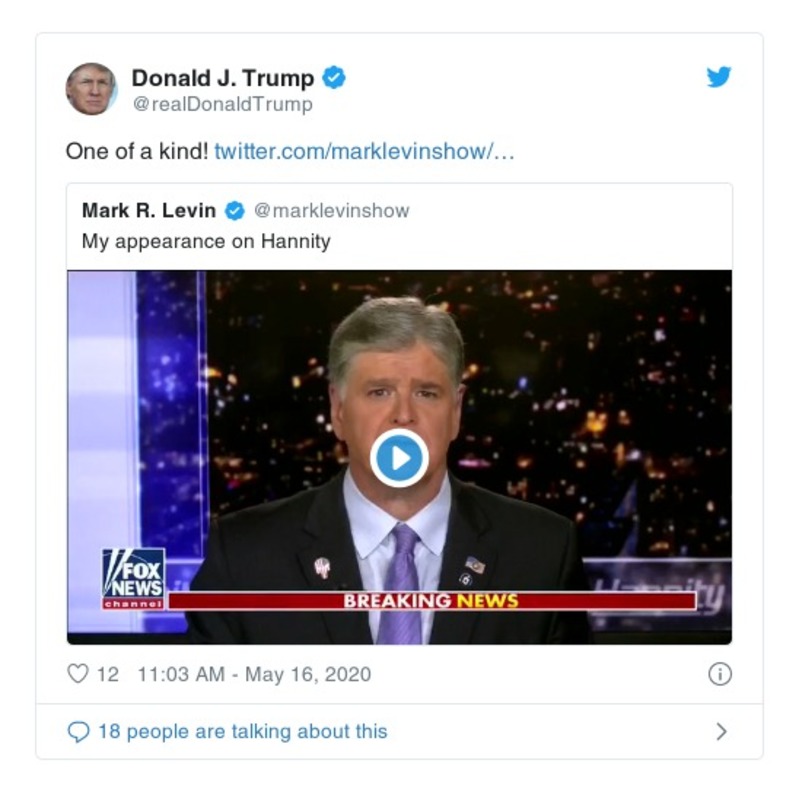 Donald J. Trump
@realDonaldTrump
One of a kind! twitter.com/marklevinshow/…
Mark R. Levin @marklevinshow
My appearance on Hannity
FOX
NEWS
channel
BREAKING NEWS
Hannity
12 11:03 AM - May 16, 2020
18 people are talking about this